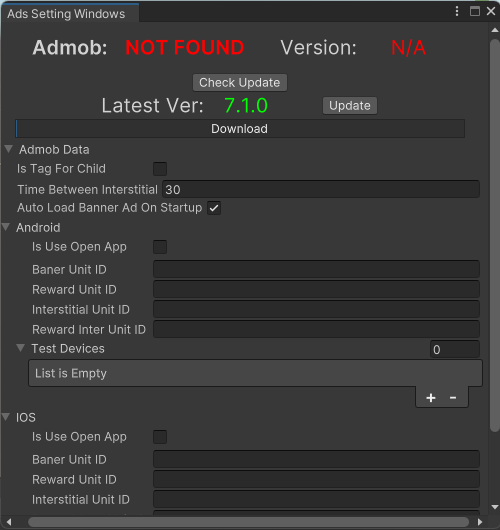 Ads Setting Windows
Admob: NOT FOUND Version: N/A
Check Update
Latest Ver: 7.1.0 Update
Download
Admob Data
Is Tag For Child
Time Between Interstitial 30
Auto Load Banner Ad On Startup
Android
Is Use Open App
Baner Unit ID
Reward Unit ID
Interstitial Unit ID
Reward Inter Unit ID
Test Devices 0
List is Empty
+ -
IOS
Is Use Open App
Baner Unit ID
Reward Unit ID
Interstitial Unit ID